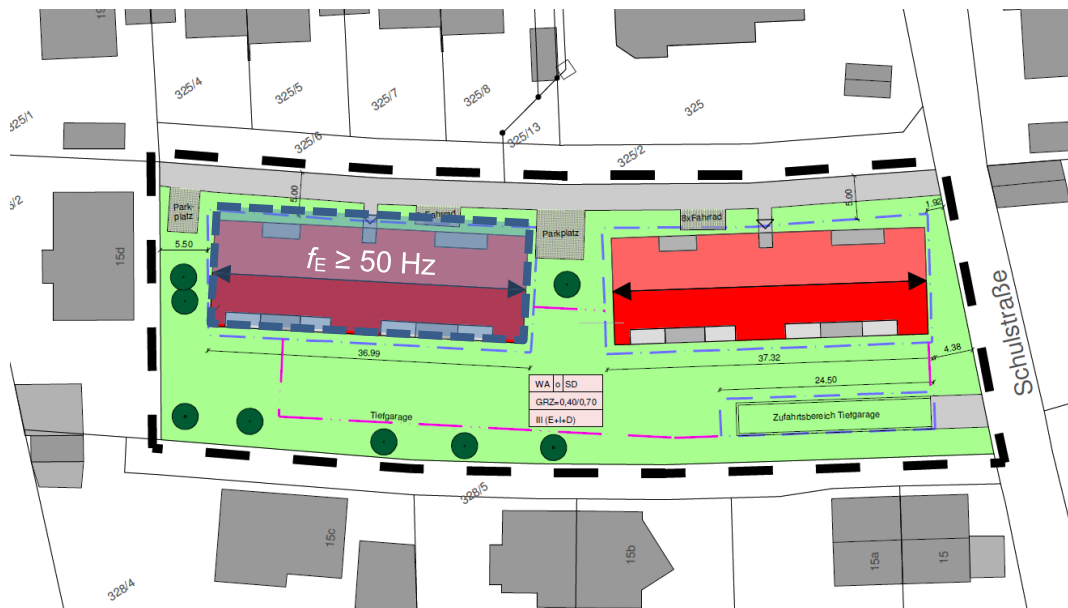 19
325/4
325/5
325/7
325/8
325
325/1
325/6
325/13
325/2
5.00
5.00
Park-
platz
Fahrrad
8xFahrrad
1.92
Parkplatz
5.50
15d
fE ≥ 50 Hz
Schulstraße
36.99
37.32
4.38
24.50
WA o SD
GRZ=0,40/0,70
III (E+I+D)
Tiefgarage
Zufahrtsbereich Tiefgarage
328/5
15c
15b
15a
15
328/4